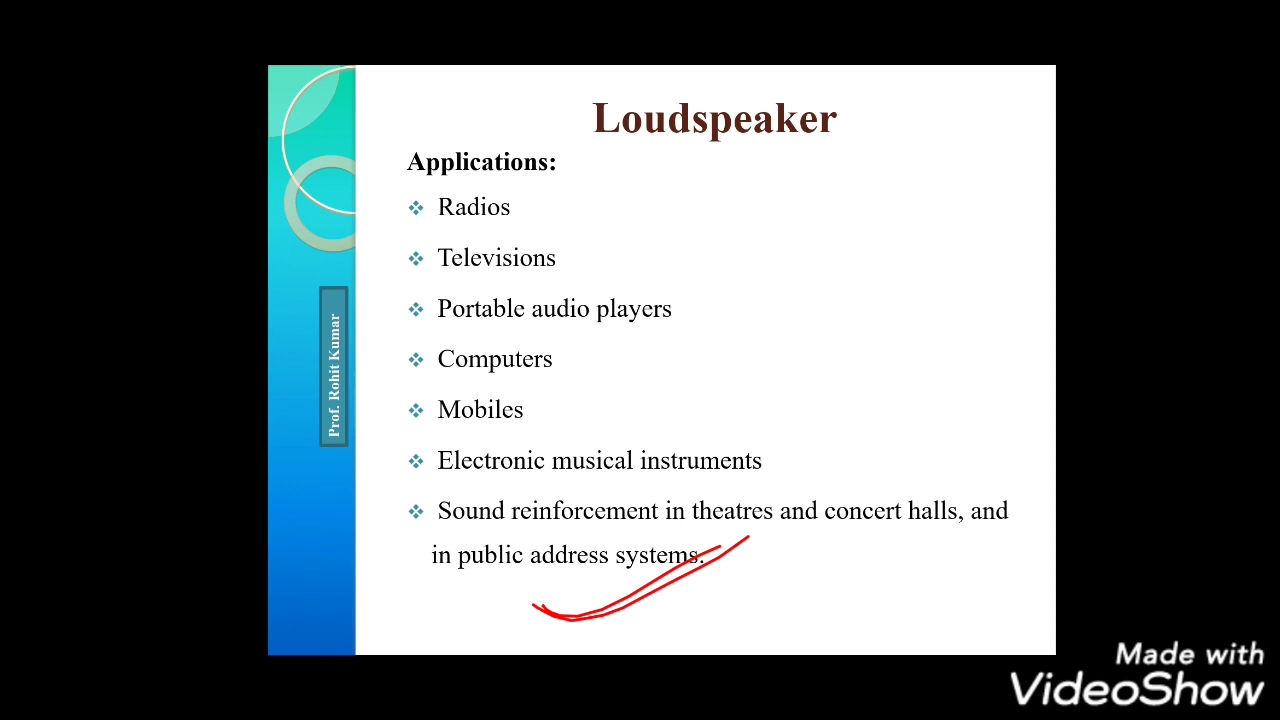 Loudspeaker
Applications:
Radios
Televisions
Portable audio players
Computers
Mobiles
Electronic musical instruments
Sound reinforcement in theatres and concert halls, and
in public address systems.
Prof. Rohit Kumar
Made with
VideoShow